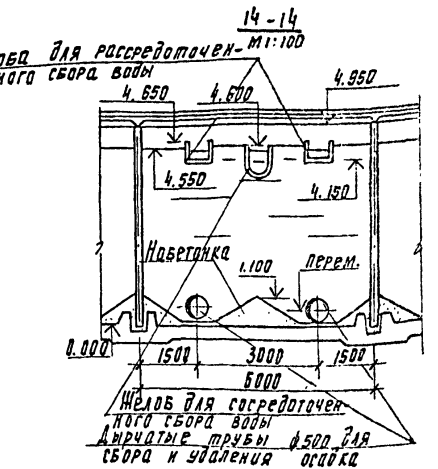 14-14
М1:100
оба для рассредоточен-
ного сбора воды
4.650
4.600
4.950
4.550
4.150
Набетонка
1.100
перем.
0.000
1500
3000
1500
6000
Желоб для сосредоточен-
ного сбора воды
Дырчатые трубы ф500 для
сбора и удаления осадка